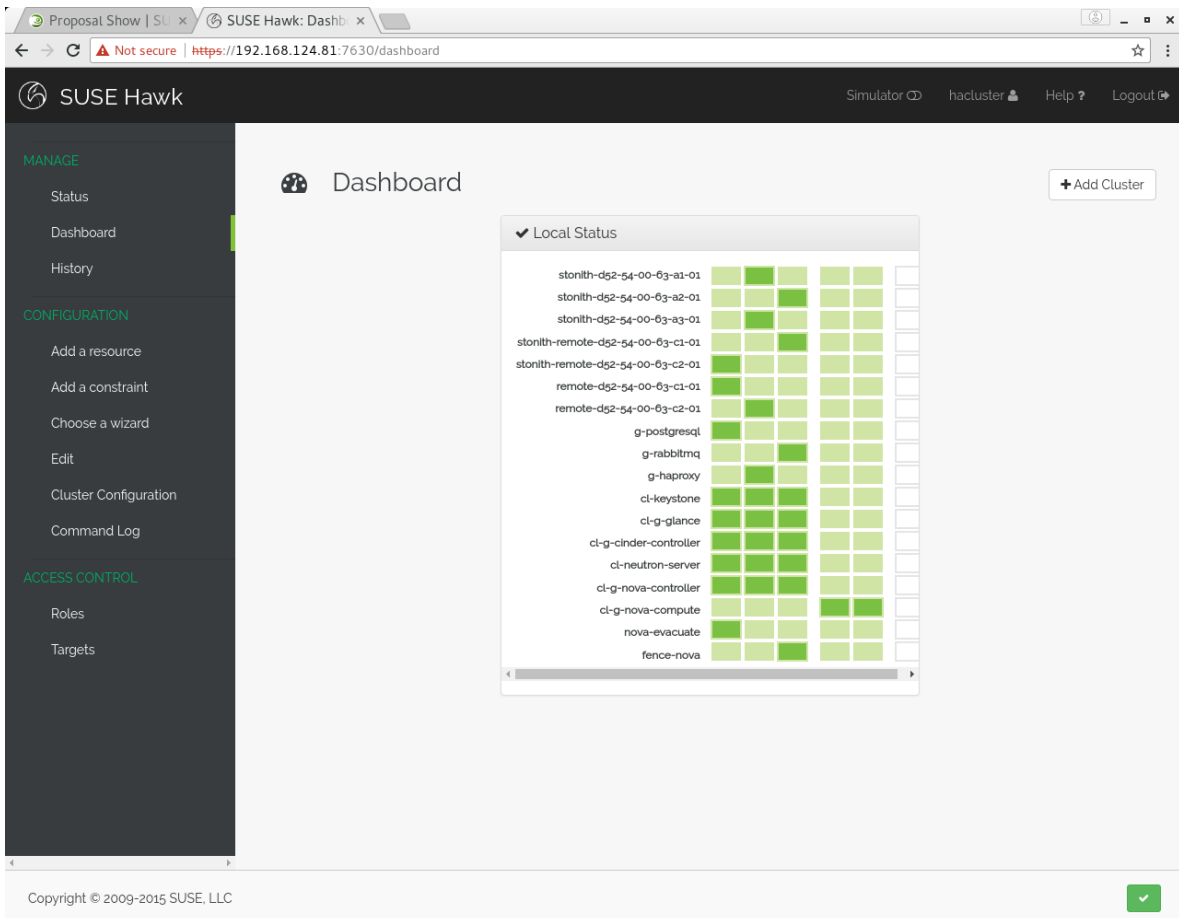 Proposal Show | SU
SUSE Hawk: Dashb
Not secure | https://192.168.124.81:7630/dashboard
SUSE Hawk
Simulator
hacluster
Help ?
Logout
MANAGE
Status
Dashboard
History
CONFIGURATION
Add a resource
Add a constraint
Choose a wizard
Edit
Cluster Configuration
Command Log
ACCESS CONTROL
Roles
Targets
Dashboard
Add Cluster
Local Status
stonith-d52-54-00-63-a1-01
stonith-d52-54-00-63-a2-01
stonith-d52-54-00-63-a3-01
stonith-remote-d52-54-00-63-c1-01
stonith-remote-d52-54-00-63-c2-01
remote-d52-54-00-63-c1-01
remote-d52-54-00-63-c2-01
g-postgresql
g-rabbitmq
g-haproxy
cl-keystone
cl-g-glance
cl-g-cinder-controller
cl-neutron-server
cl-g-nova-controller
cl-g-nova-compute
nova-evacuate
fence-nova
Copyright © 2009-2015 SUSE, LLC